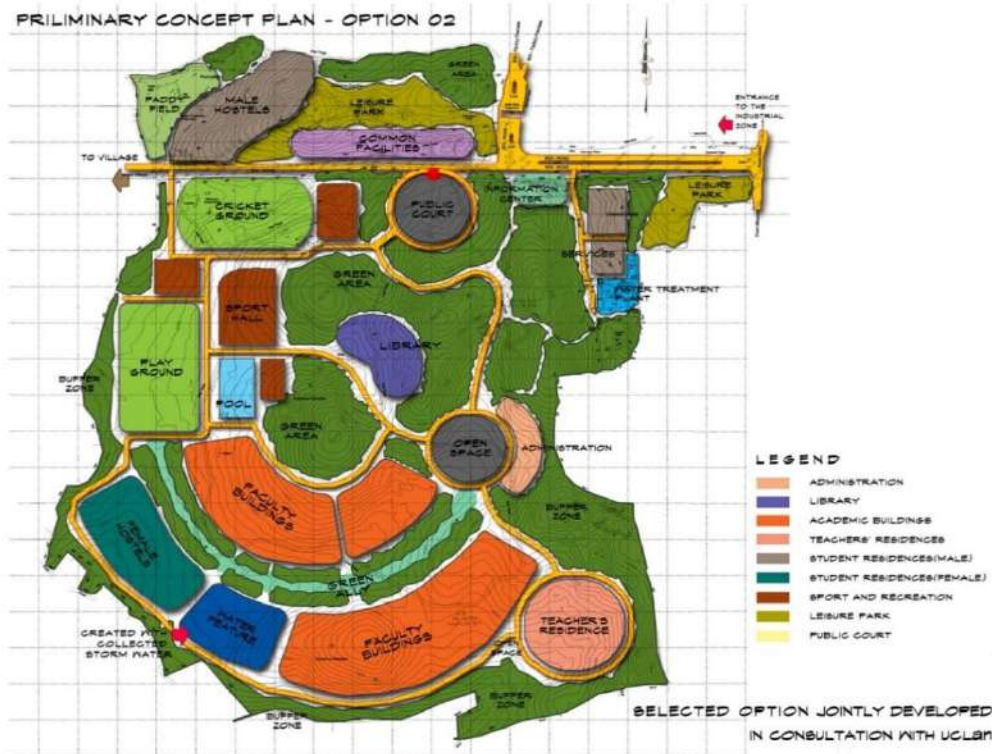 PRILIMINARY CONCEPT PLAN - OPTION 02
GREEN
AREA
PADDY
FIELD
MALE
HOSTELS
LEISURE
PARK
COMMON
FACILITIES
ENTRANCE
TO THE
INDUSTRIAL
ZONE
TO VILLAGE
CRICKET
GROUND
PUBLIC
COURT
INFORMATION
CENTER
LEISURE
PARK
SERVICES
WATER TREATMENT
PLANT
GREEN
AREA
SPORT
HALL
LIBRARY
PLAY
GROUND
BUFFER
ZONE
POOL
GREEN
AREA
OPEN
SPACE
ADMINISTRATION
FACULTY
BUILDINGS
BUFFER
ZONE
FEMALE
HOSTELS
GREEN
ALLY
WATER
FEATURE
CREATED WITH
COLLECTED
STORM WATER
FACULTY
BUILDINGS
TEACHER'S
RESIDENCE
SPACE
BUFFER
ZONE
BUFFER
ZONE
LEGEND
ADMINISTRATION
LIBRARY
ACADEMIC BUILDINGS
TEACHERS' RESIDENCES
STUDENT RESIDENCES(MALE)
STUDENT RESIDENCES(FEMALE)
SPORT AND RECREATION
LEISURE PARK
PUBLIC COURT
SELECTED OPTION JOINTLY DEVELOPED
IN CONSULTATION WITH UCLan